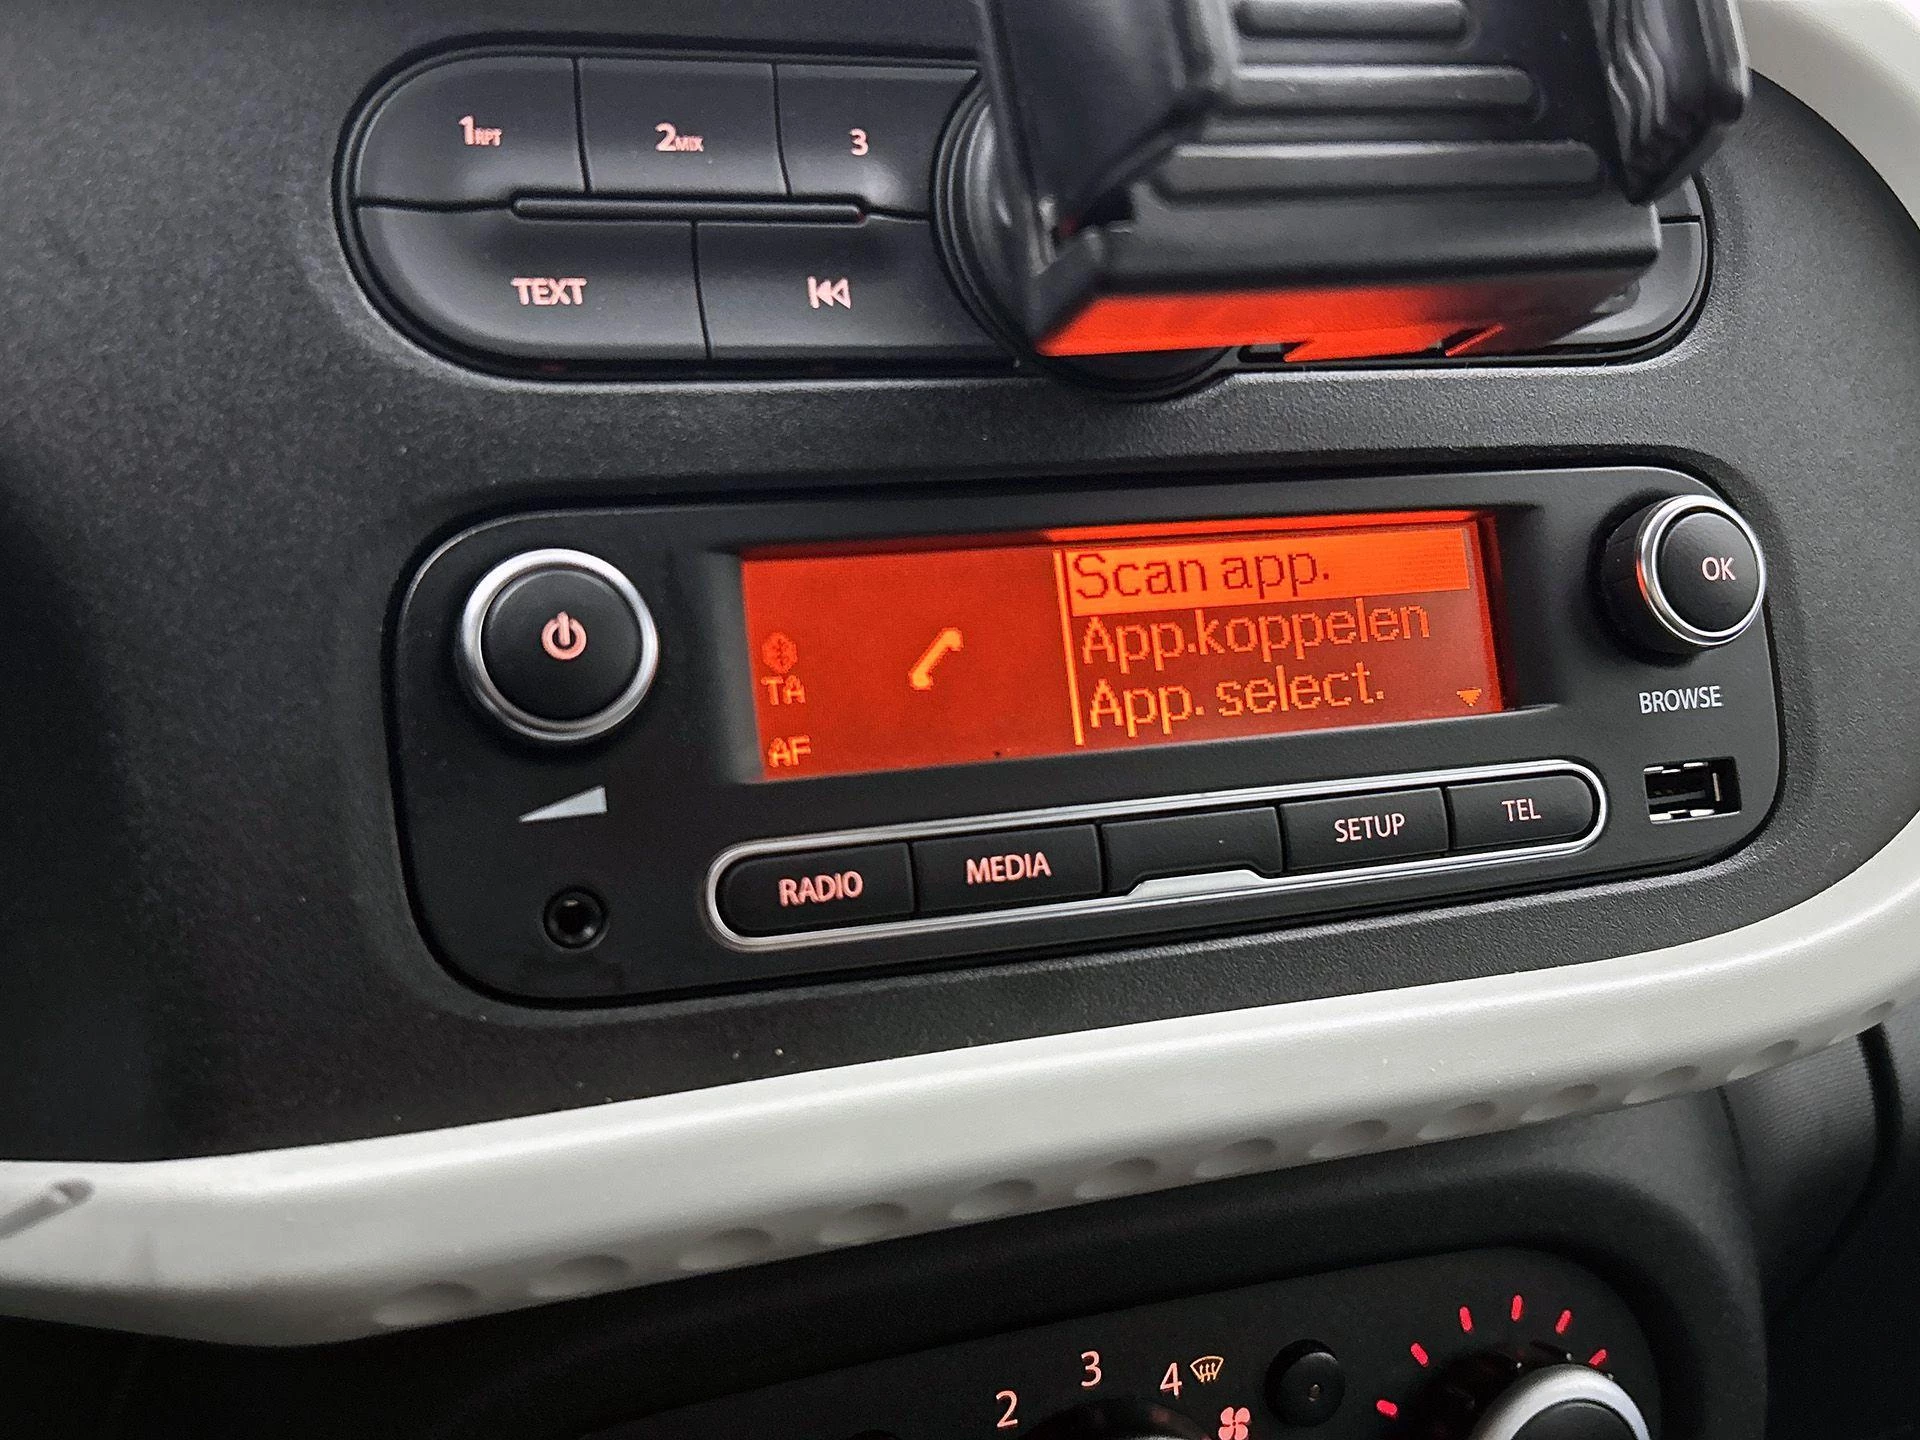 1RPT 2MIX 3
TEXT
OK
Scan app.
App.koppelen
App. select.
TA
AF
BROWSE
RADIO MEDIA SETUP TEL
2 3 4